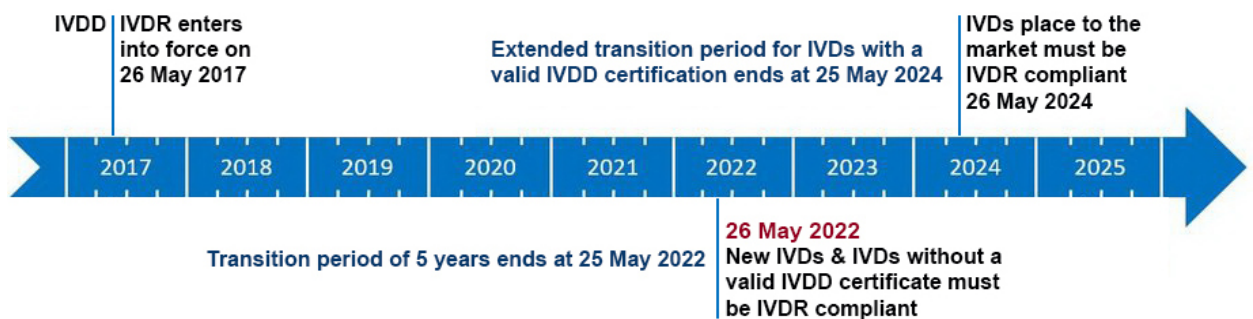 IVDD
IVDR enters
into force on
26 May 2017
Extended transition period for IVDs with a
valid IVDD certification ends at 25 May 2024
IVDs place to the
market must be
IVDR compliant
26 May 2024
2017
2018
2019
2020
2021
2022
2023
2024
2025
Transition period of 5 years ends at 25 May 2022
26 May 2022
New IVDs & IVDs without a
valid IVDD certificate must
be IVDR compliant